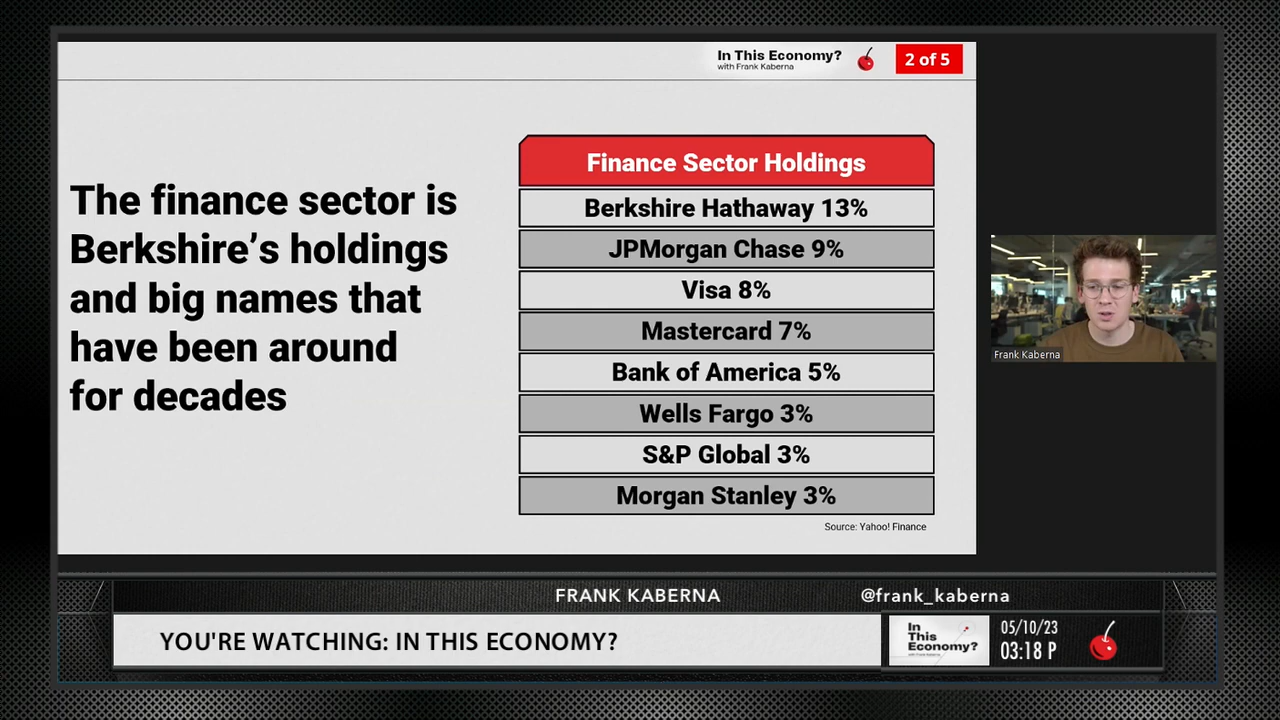 In This Economy?
with Frank Kaberna
2 of 5
The finance sector is
Berkshire’s holdings
and big names that
have been around
for decades
Finance Sector Holdings
Berkshire Hathaway 13%
JPMorgan Chase 9%
Visa 8%
Mastercard 7%
Bank of America 5%
Wells Fargo 3%
S&P Global 3%
Morgan Stanley 3%
Source: Yahoo! Finance
Frank Kaberna
FRANK KABERNA
@frank_kaberna
YOU'RE WATCHING: IN THIS ECONOMY?
In
This
Economy?
with Frank Kaberna
05/10/23
03:18 P